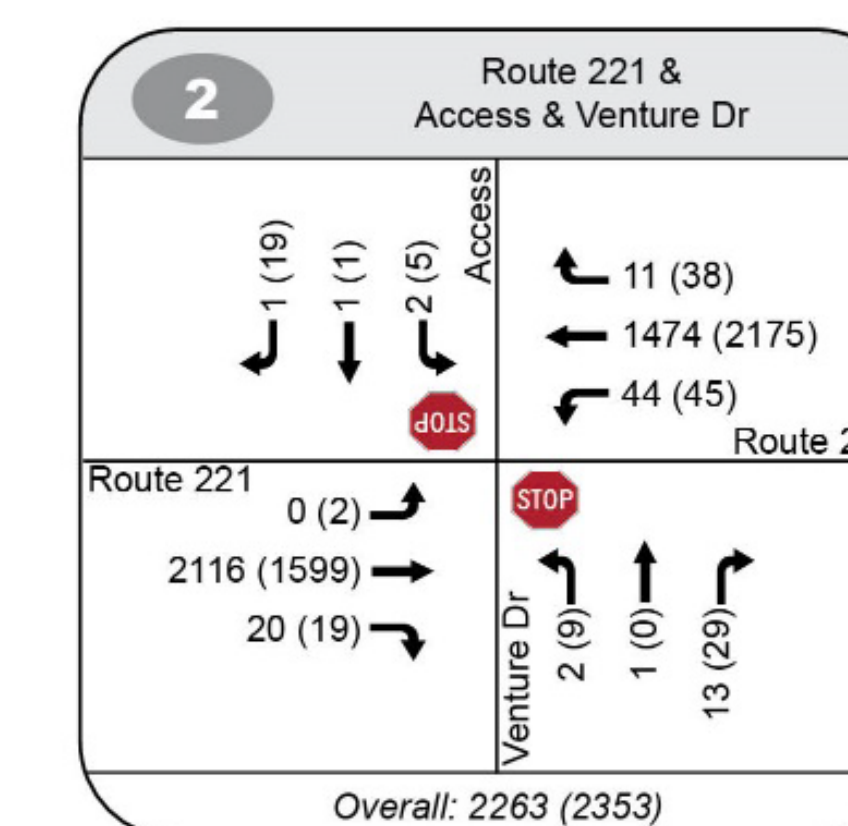 2
Route 221 &
Access & Venture Dr
1 (19)
1 (1)
2 (5)
Access
STOP
11 (38)
1474 (2175)
44 (45)
Route 2
Route 221
0 (2)
2116 (1599)
20 (19)
STOP
Venture Dr
2 (9)
1 (0)
13 (29)
Overall: 2263 (2353)